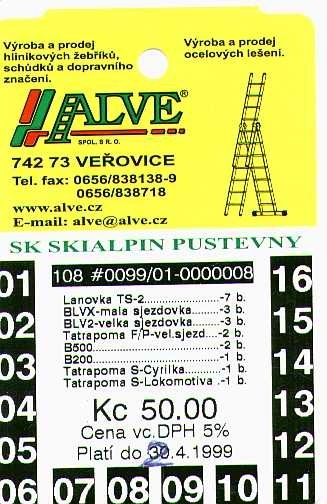 Výroba a prodej
hliníkových žebříků,
schůdků a dopravního
značení.
Výroba a prodej
ocelových lešení.
ALVE®
SPOL. S R. O.
742 73 VEŘOVICE
Tel. fax: 0656/838138-9
0656/838718
www.alve.cz
E-mail: alve@alve.cz
SK SKIALPIN PUSTEVNY
108 #0099/01-0000008
Lanovka TS-2...............-7 b.
BLVX-mala sjezdovka........-3 b.
BLV2-velka sjezdovka.......-3 b.
Tatrapoma F/P-vel.sjezd....-2 b.
B500.......................-2 b.
B200.......................-1 b.
Tatrapoma S-Cyrilka........-1 b.
Tatrapoma S-Lokomotiva .-1 b.
Kc 50.00
Cena vc.DPH 5%
Platí do 30.4.1999
2
01
02
03
04
05
06 07 08 09 10 11
12
13
14
15
16